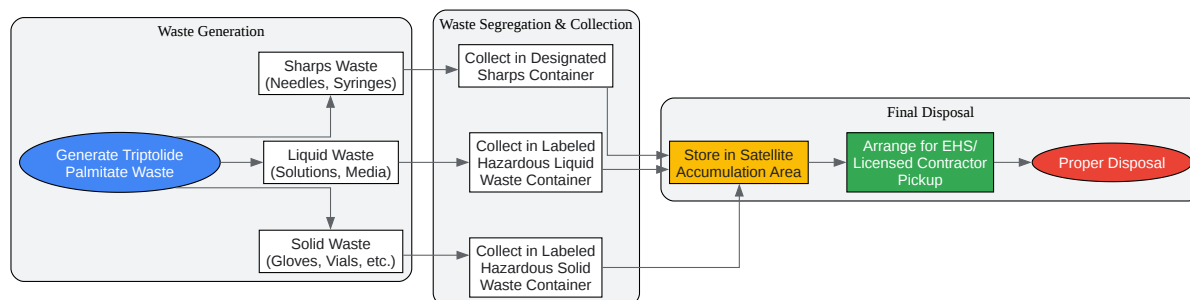 Waste Generation
Generate Triptolide
Palmitate Waste
Sharps Waste
(Needles, Syringes)
Liquid Waste
(Solutions, Media)
Solid Waste
(Gloves, Vials, etc.)
Waste Segregation & Collection
Collect in Designated
Sharps Container
Collect in Labeled
Hazardous Liquid
Waste Container
Collect in Labeled
Hazardous Solid
Waste Container
Final Disposal
Store in Satellite
Accumulation Area
Arrange for EHS/
Licensed Contractor
Pickup
Proper Disposal